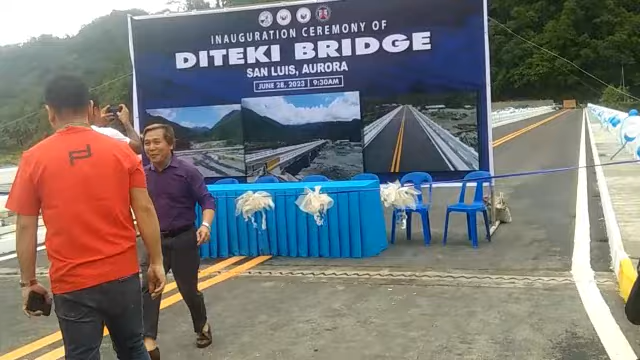 INAUGURATION CEREMONY OF
DITEKI BRIDGE
SAN LUIS, AURORA
JUNE 28, 2023 | 9:30AM